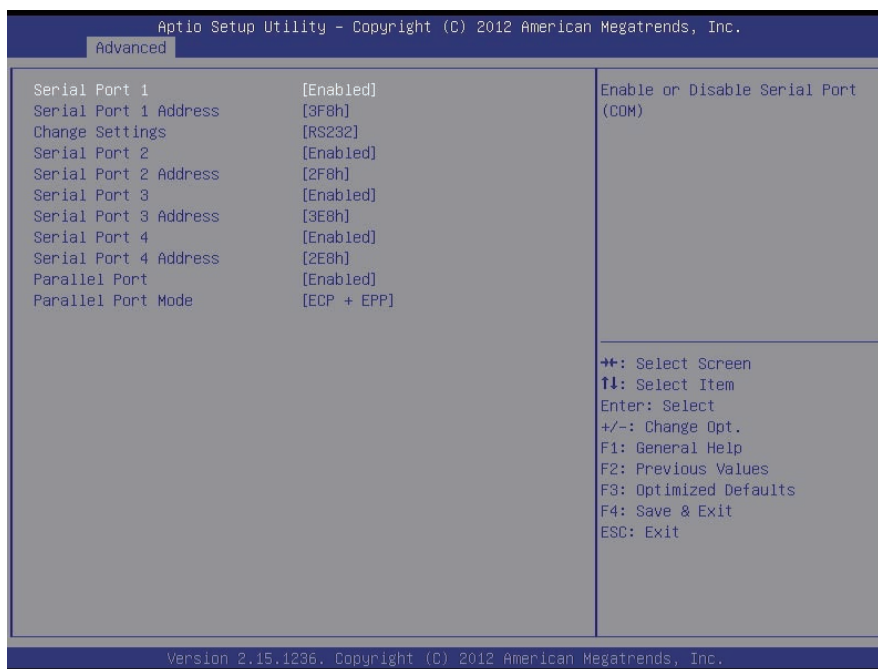 Aptio Setup Utility – Copyright (C) 2012 American Megatrends, Inc.
Advanced
Serial Port 1 [Enabled]
Serial Port 1 Address [3F8h]
Change Settings [RS232]
Serial Port 2 [Enabled]
Serial Port 2 Address [2F8h]
Serial Port 3 [Enabled]
Serial Port 3 Address [3E8h]
Serial Port 4 [Enabled]
Serial Port 4 Address [2E8h]
Parallel Port [Enabled]
Parallel Port Mode [ECP + EPP]
Enable or Disable Serial Port
(COM)
→←: Select Screen
↑↓: Select Item
Enter: Select
+/-: Change Opt.
F1: General Help
F2: Previous Values
F3: Optimized Defaults
F4: Save & Exit
ESC: Exit
Version 2.15.1236. Copyright (C) 2012 American Megatrends, Inc.